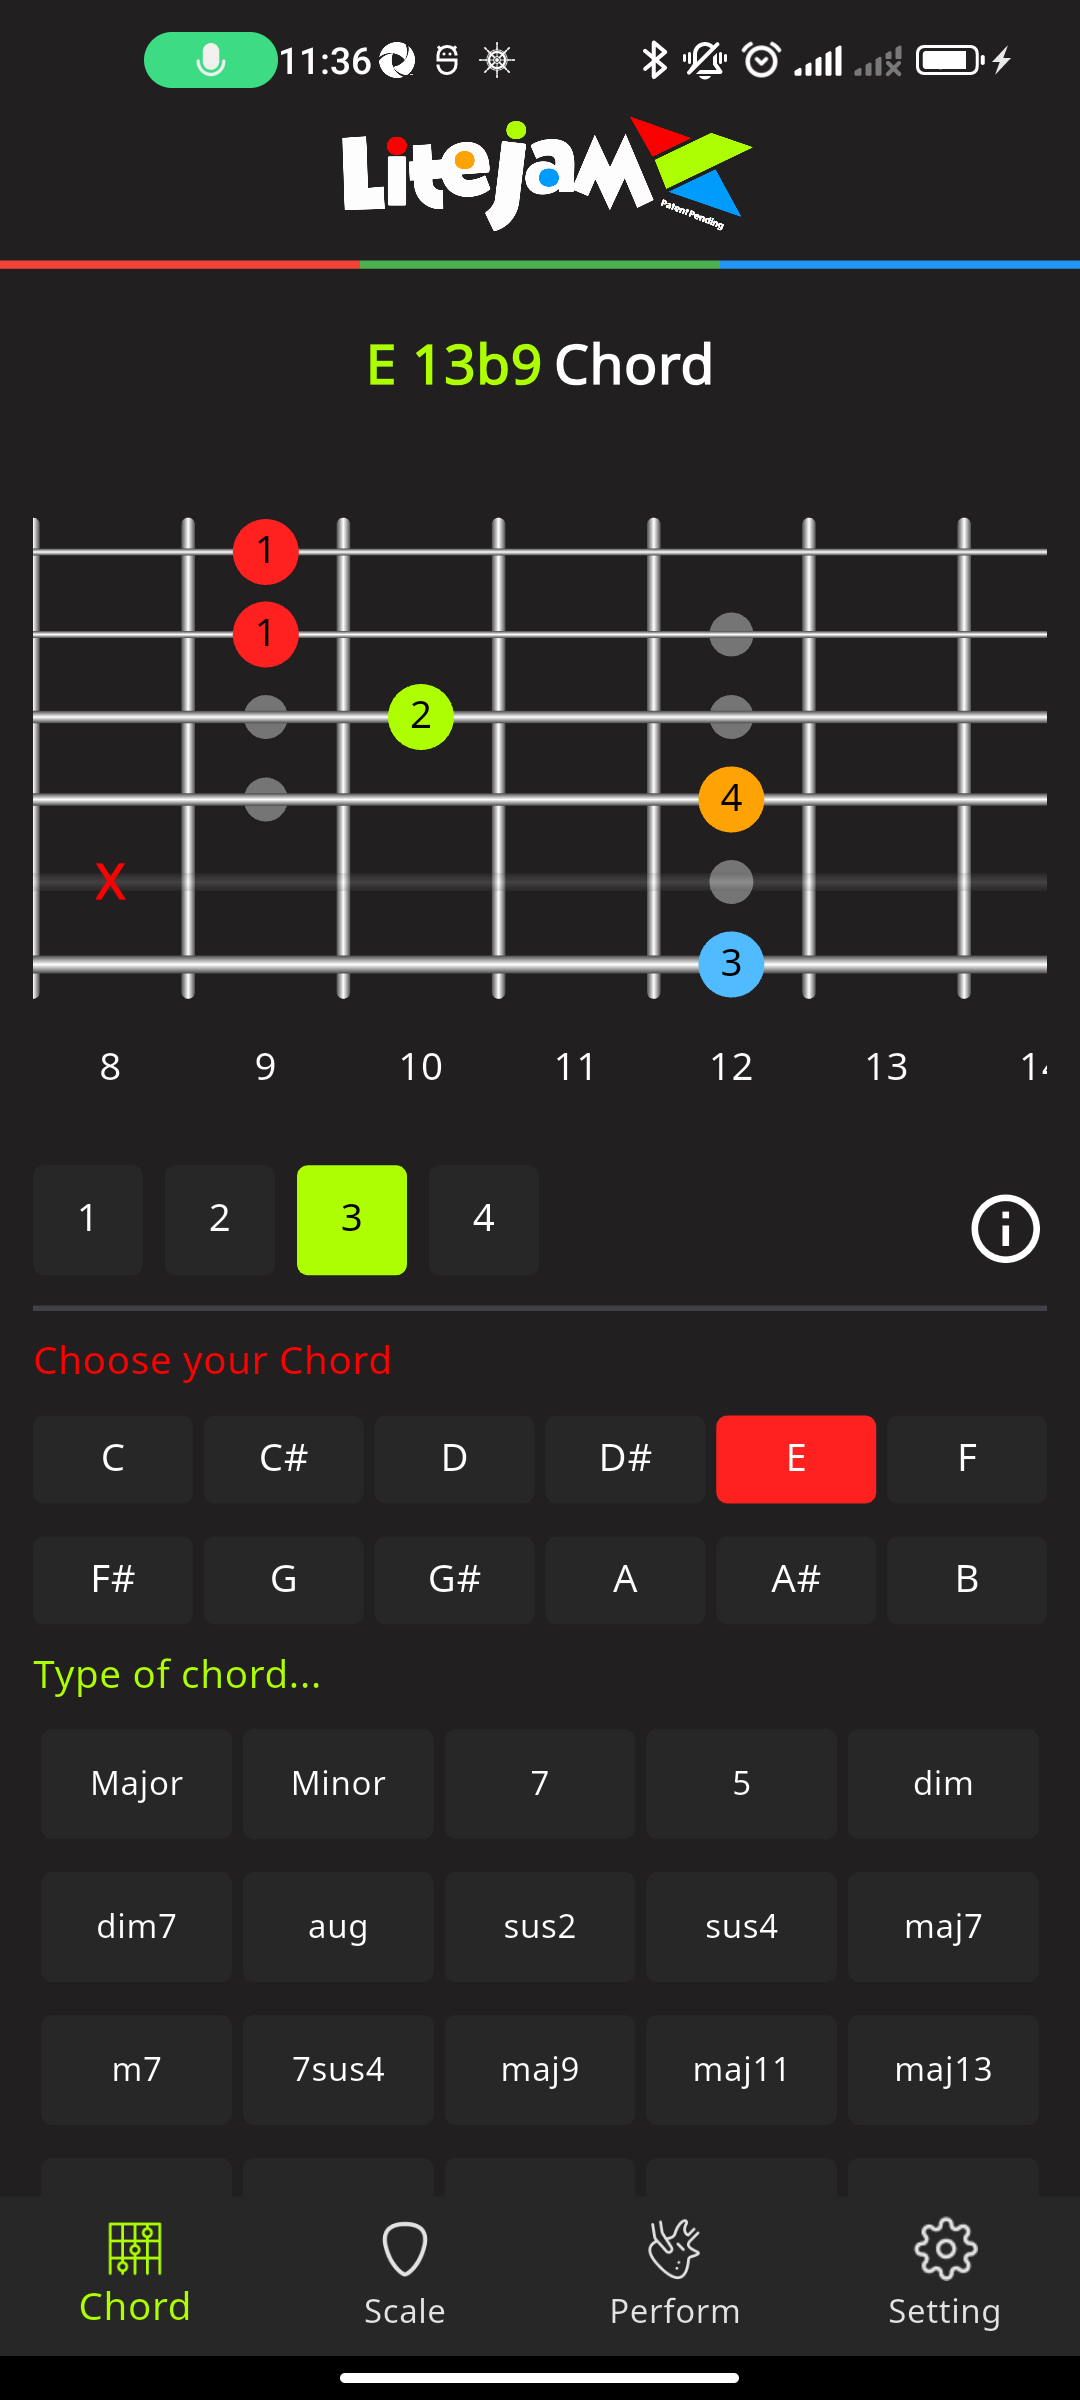 11:36
Litejam
Patent Pending
E 13b9 Chord
1
1
2
4
X
3
8 9 10 11 12 13
1 2 3 4
Choose your Chord
C C# D D# E F
F# G G# A A# B
Type of chord...
Major Minor 7 5 dim
dim7 aug sus2 sus4 maj7
m7 7sus4 maj9 maj11 maj13
Chord Scale Perform Setting